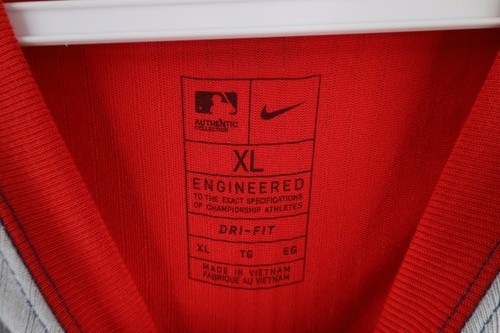 AUTHENTIC
COLLECTION
XL
ENGINEERED
TO THE EXACT SPECIFICATIONS
OF CHAMPIONSHIP ATHLETES
DRI-FIT
XL TG EG
MADE IN VIETNAM
FABRIQUÉ AU VIETNAM